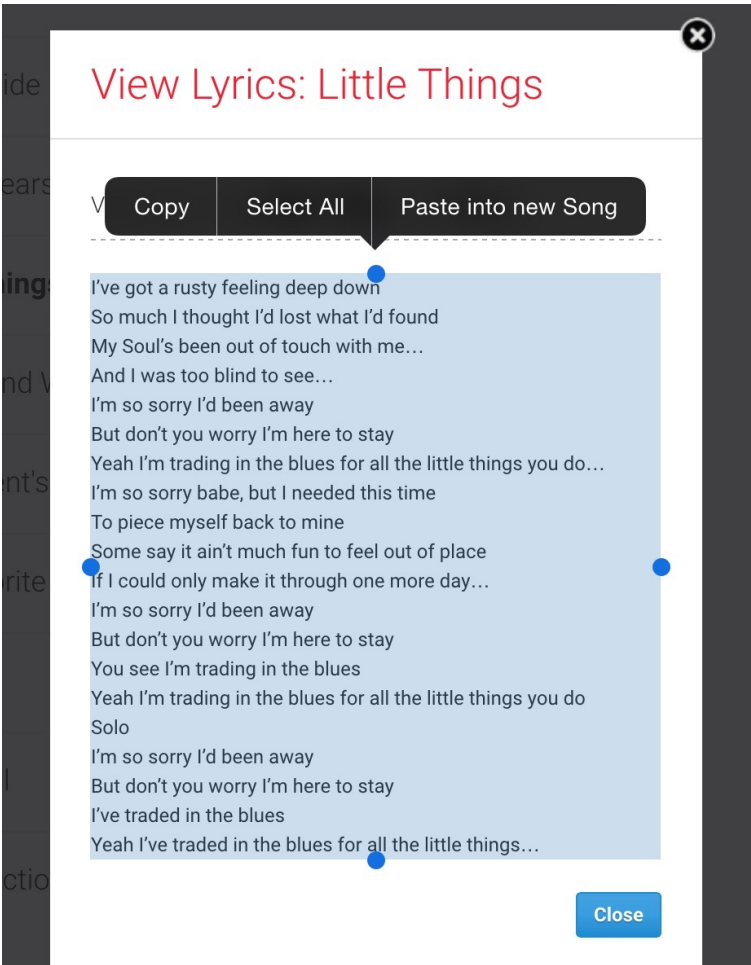 View Lyrics: Little Things
Copy Select All Paste into new Song
I’ve got a rusty feeling deep down
So much I thought I’d lost what I’d found
My Soul’s been out of touch with me…
And I was too blind to see…
I’m so sorry I’d been away
But don’t you worry I’m here to stay
Yeah I’m trading in the blues for all the little things you do…
I’m so sorry babe, but I needed this time
To piece myself back to mine
Some say it ain’t much fun to feel out of place
If I could only make it through one more day…
I’m so sorry I’d been away
But don’t you worry I’m here to stay
You see I’m trading in the blues
Yeah I’m trading in the blues for all the little things you do
Solo
I’m so sorry I’d been away
But don’t you worry I’m here to stay
I’ve traded in the blues
Yeah I’ve traded in the blues for all the little things…
Close